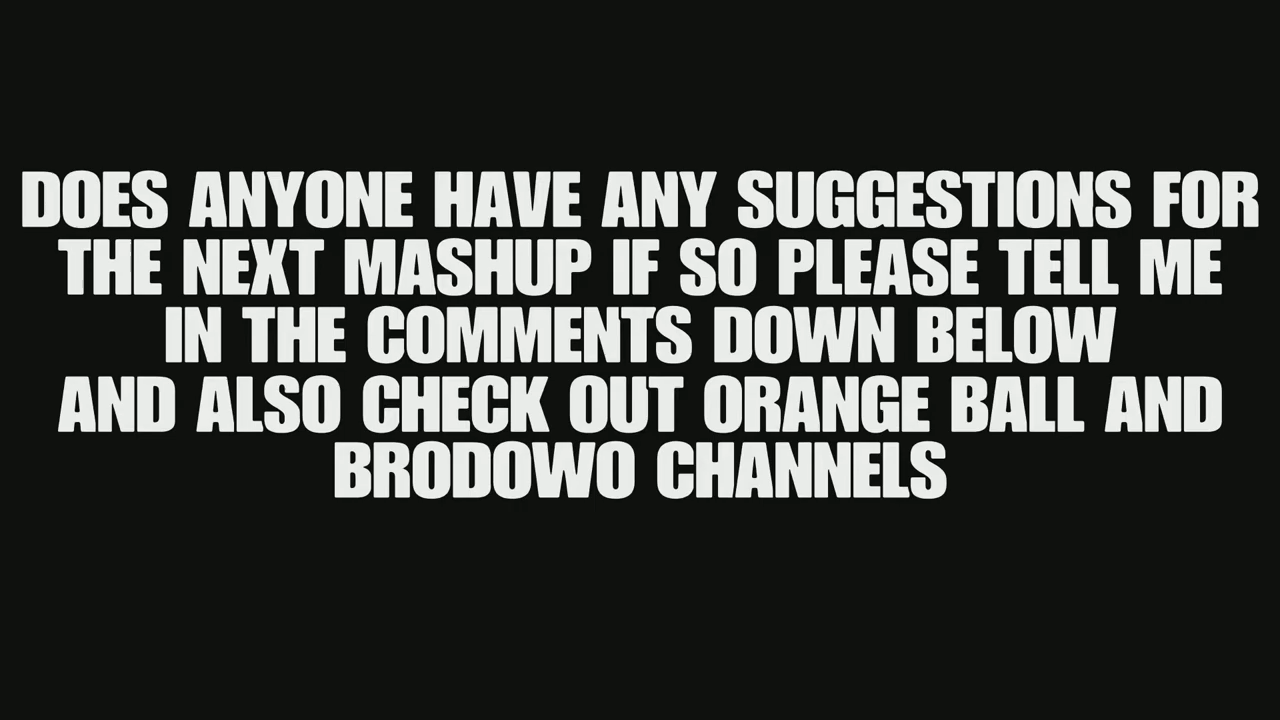 DOES ANYONE HAVE ANY SUGGESTIONS FOR
THE NEXT MASHUP IF SO PLEASE TELL ME
IN THE COMMENTS DOWN BELOW
AND ALSO CHECK OUT ORANGE BALL AND
BRODOWO CHANNELS